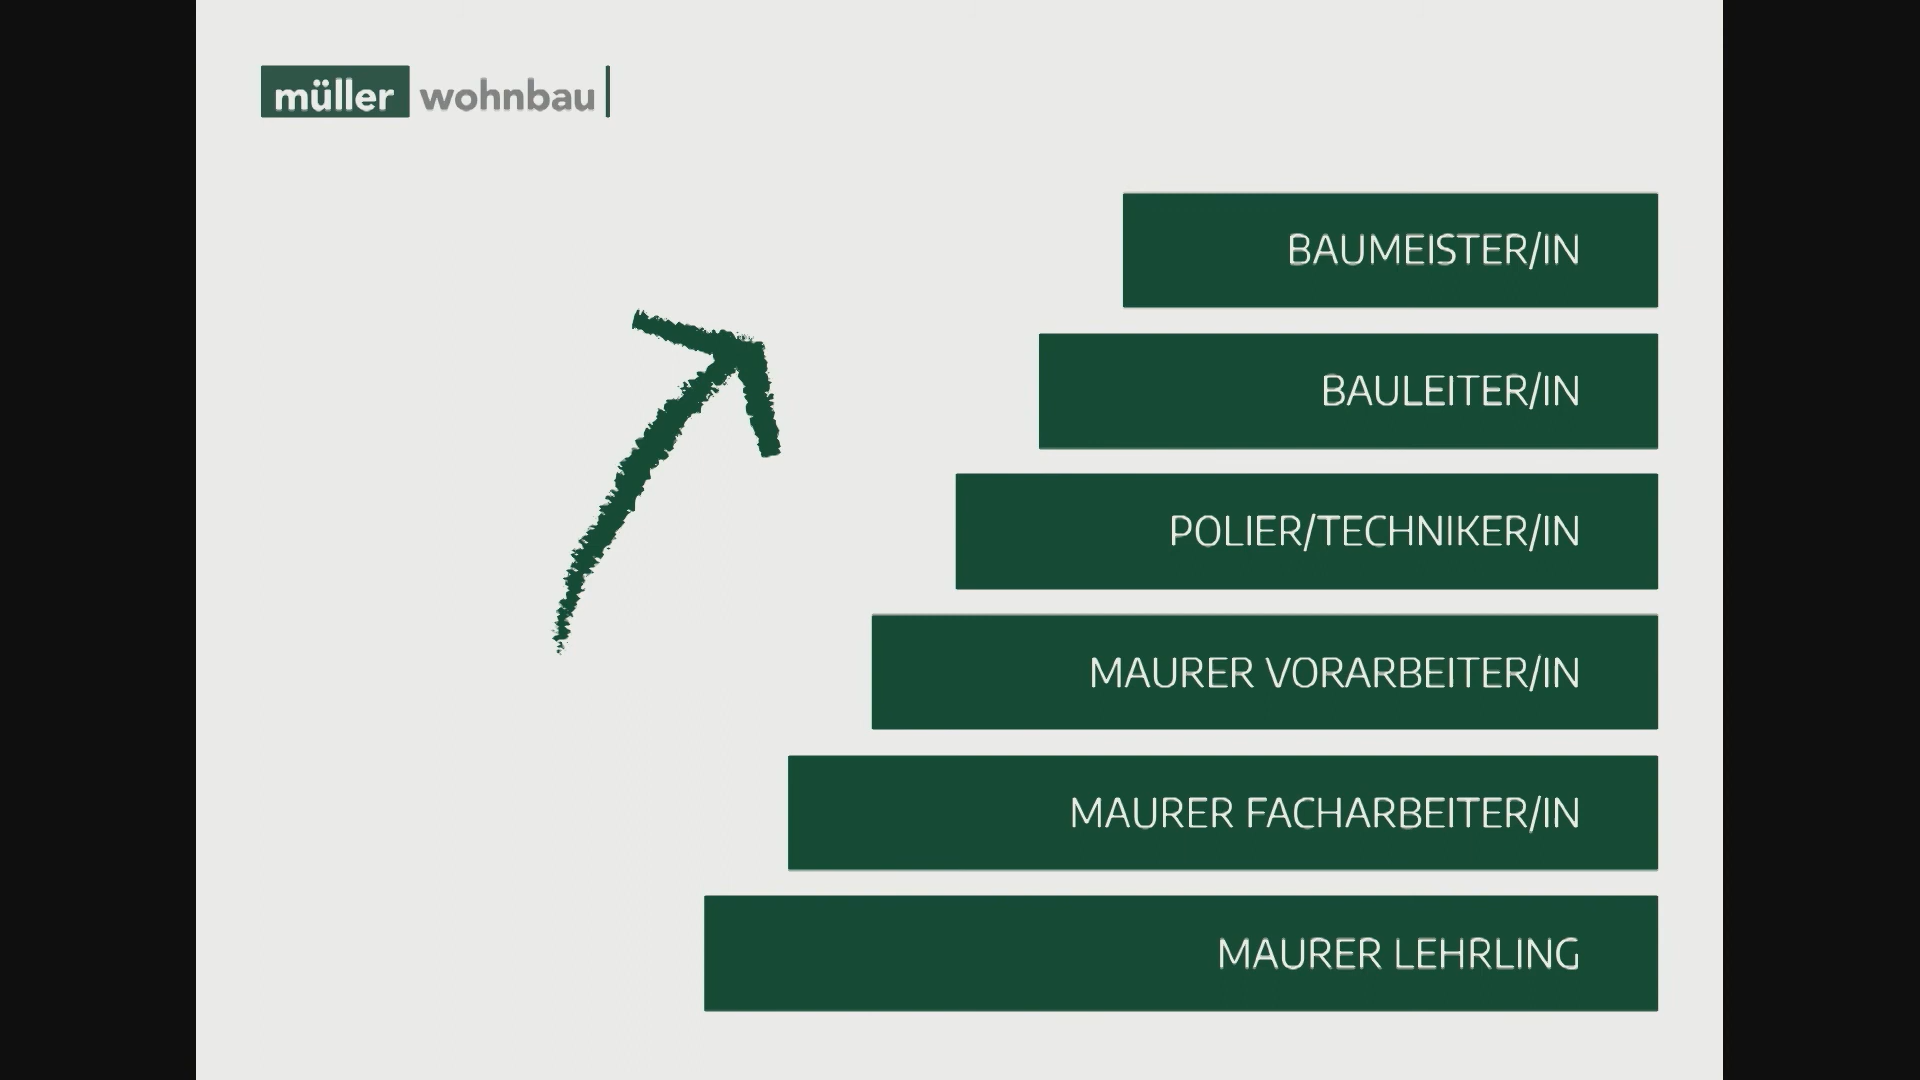 müller wohnbau
BAUMEISTER/IN
BAULEITER/IN
POLIER/TECHNIKER/IN
MAURER VORARBEITER/IN
MAURER FACHARBEITER/IN
MAURER LEHRLING